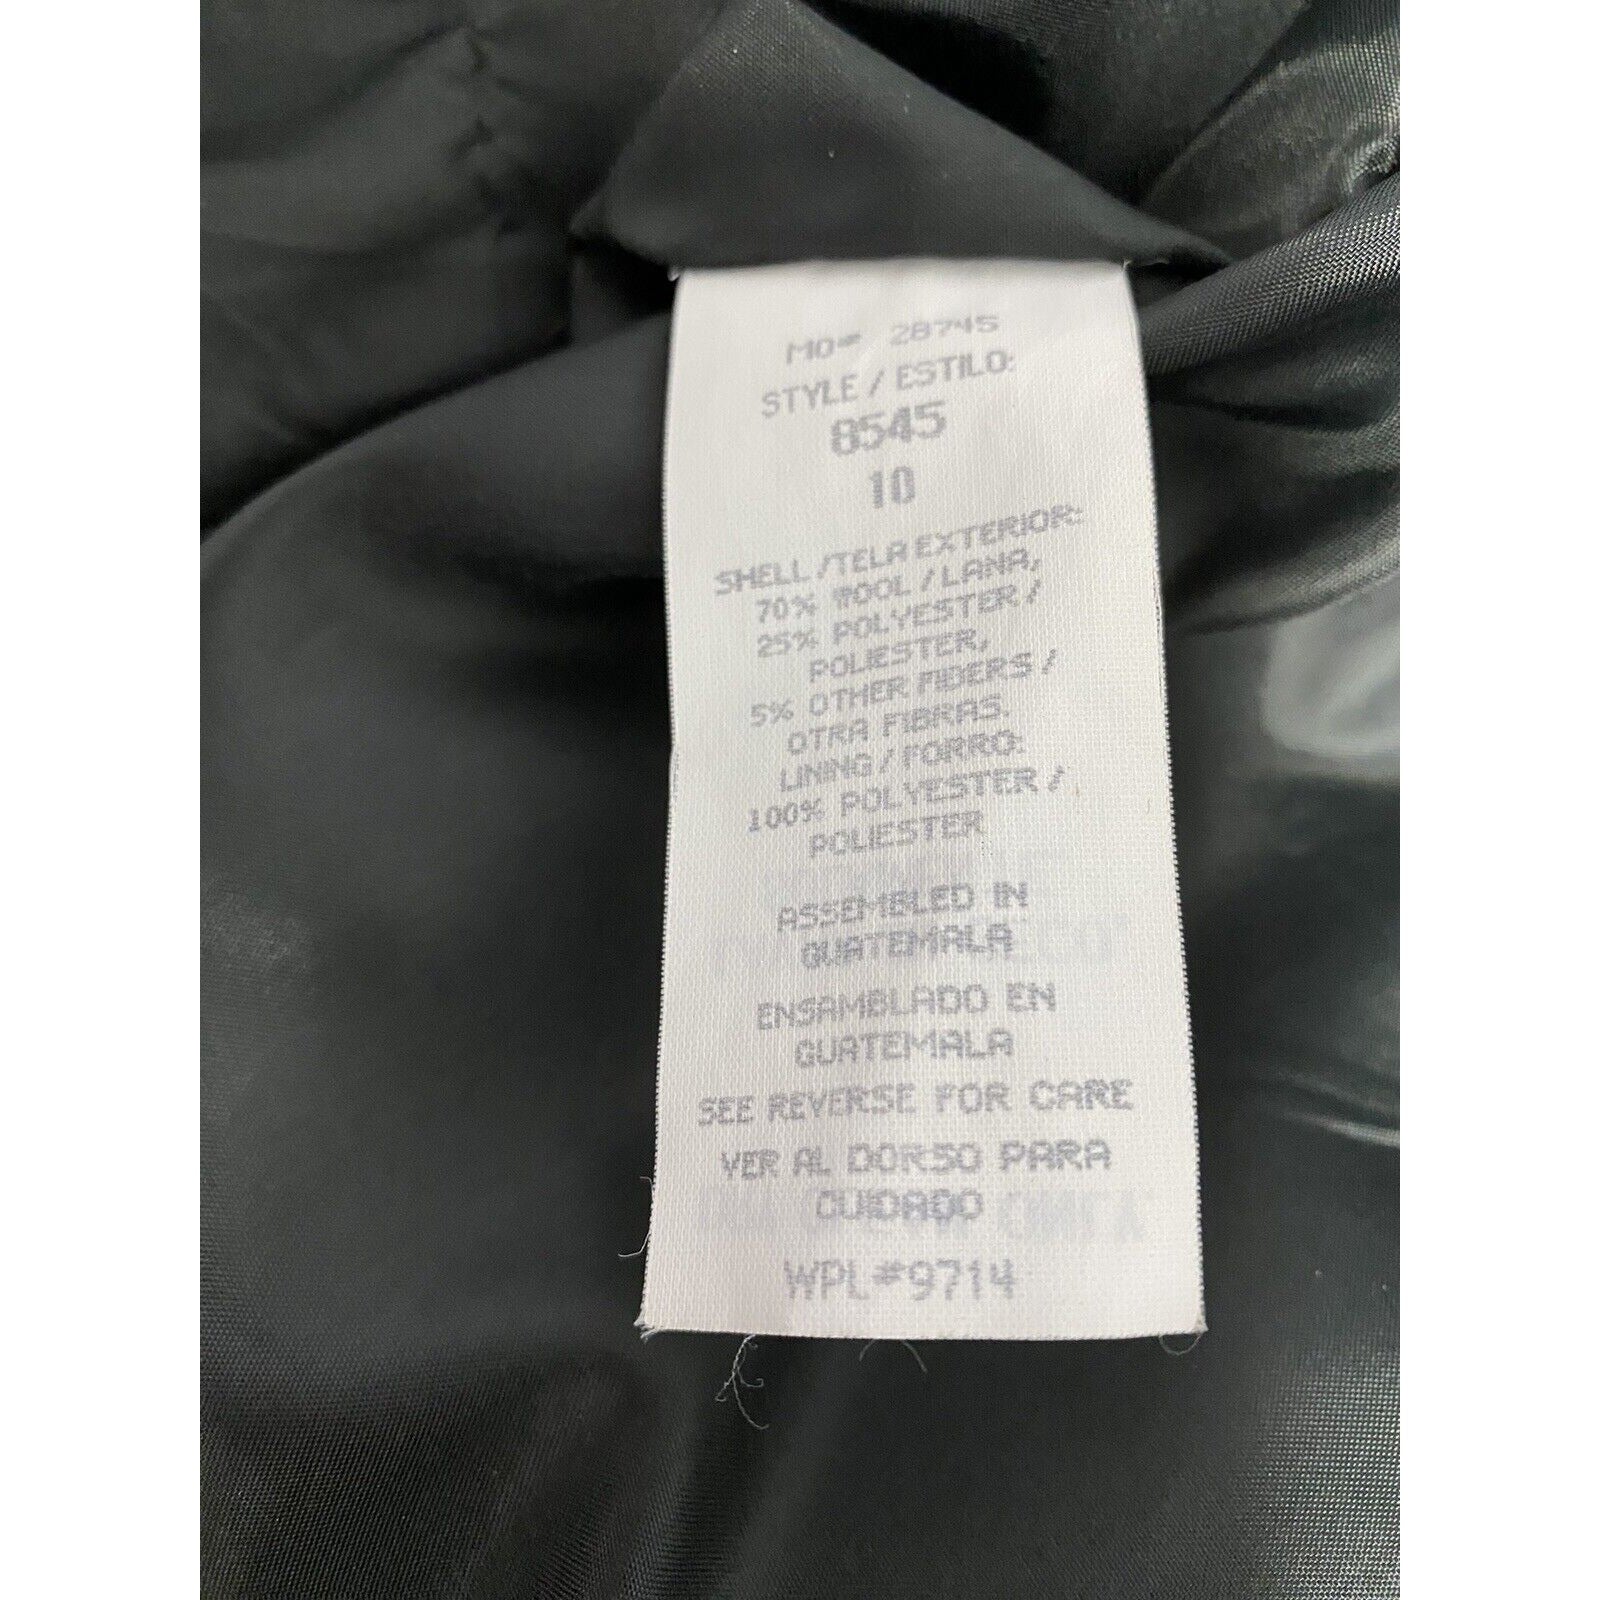 MO# 28745
STYLE / ESTILO:
8545
10
SHELL /TELA EXTERIOR:
70% WOOL / LANA,
25% POLYESTER /
POLIESTER,
5% OTHER FIBERS /
OTRA FIBRAS.
LINING / FORRO:
100% POLYESTER /
POLIESTER
ASSEMBLED IN
GUATEMALA
ENSAMBLADO EN
GUATEMALA
SEE REVERSE FOR CARE
VER AL DORSO PARA
CUIDADO
WPL#9714